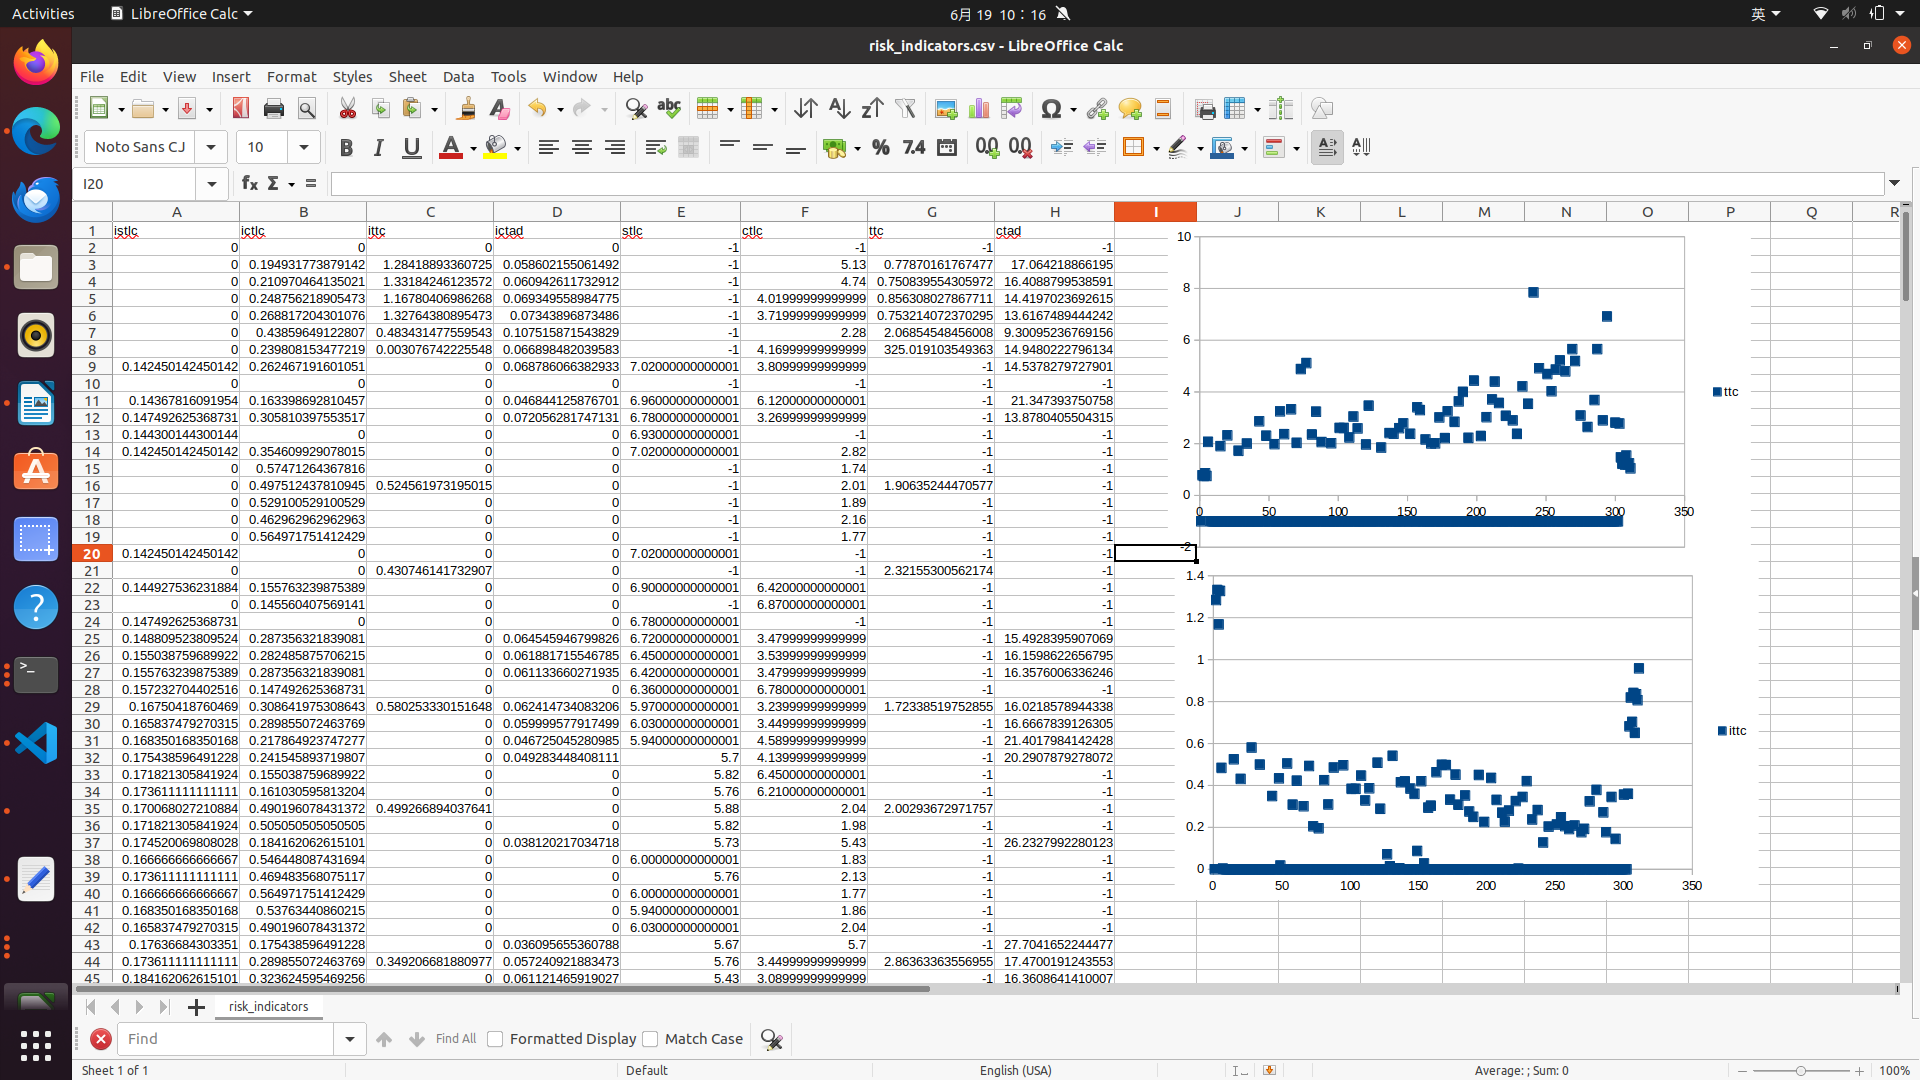 Activities LibreOffice Calc 6月 19 10：16 英
risk_indicators.csv - LibreOffice Calc
File Edit View Insert Format Styles Sheet Data Tools Window Help
Noto Sans CJ 10
I20
A B C D E F G H I J K L M N O P Q R
1 istlc ictlc ittc ictad stlc ctlc ttc ctad
2 0 0 0 0 -1 -1 -1 -1
3 0 0.194931773879142 1.28418893360725 0.058602155061492 -1 5.13 0.77870161767477 17.064218866195
4 0 0.210970464135021 1.33184246123572 0.060942611732912 -1 4.74 0.750839554305972 16.4088799538591
5 0 0.248756218905473 1.16780406986268 0.069349558984775 -1 4.01999999999999 0.856308027867711 14.4197023692615
6 0 0.268817204301076 1.32764380895473 0.07343896873486 -1 3.71999999999999 0.753214072370295 13.6167489444242
7 0 0.43859649122807 0.483431477559543 0.107515871543829 -1 2.28 2.06854548456008 9.30095236769156
8 0 0.239808153477219 0.003076742225548 0.066898482039583 -1 4.16999999999999 325.019103549363 14.9480222796134
9 0.142450142450142 0.262467191601051 0 0.068786066382933 7.02000000000001 3.80999999999999 -1 14.5378279727901
10 0 0 0 0 -1 -1 -1 -1
11 0.14367816091954 0.163398692810457 0 0.046844125876701 6.96000000000001 6.12000000000001 -1 21.347393750758
12 0.147492625368731 0.305810397553517 0 0.072056281747131 6.78000000000001 3.26999999999999 -1 13.8780405504315
13 0.144300144300144 0 0 0 6.93000000000001 -1 -1 -1
14 0.142450142450142 0.354609929078015 0 0 7.02000000000001 2.82 -1 -1
15 0 0.57471264367816 0 0 -1 1.74 -1 -1
16 0 0.497512437810945 0.524561973195015 0 -1 2.01 1.90635244470577 -1
17 0 0.529100529100529 0 0 -1 1.89 -1 -1
18 0 0.462962962962963 0 0 -1 2.16 -1 -1
19 0 0.564971751412429 0 0 -1 1.77 -1 -1
20 0.142450142450142 0 0 0 7.02000000000001 -1 -1 -1
21 0 0 0.430746141732907 0 -1 -1 2.32155300562174 -1
22 0.144927536231884 0.155763239875389 0 0 6.90000000000001 6.42000000000001 -1 -1
23 0 0.145560407569141 0 0 -1 6.87000000000001 -1 -1
24 0.147492625368731 0 0 0 6.78000000000001 -1 -1 -1
25 0.148809523809524 0.287356321839081 0 0.064545946799826 6.72000000000001 3.47999999999999 -1 15.4928395907069
26 0.155038759689922 0.282485875706215 0 0.061881715546785 6.45000000000001 3.53999999999999 -1 16.1598622656795
27 0.155763239875389 0.287356321839081 0 0.061133660271935 6.42000000000001 3.47999999999999 -1 16.3576006336246
28 0.157232704402516 0.147492625368731 0 0 6.36000000000001 6.78000000000001 -1 -1
29 0.16750418760469 0.308641975308643 0.580253330151648 0.062414734083206 5.97000000000001 3.23999999999999 1.72338519752855 16.0218578944338
30 0.165837479270315 0.289855072463769 0 0.059999577917499 6.03000000000001 3.44999999999999 -1 16.6667839126305
31 0.168350168350168 0.217864923747277 0 0.046725045280985 5.94000000000001 4.58999999999999 -1 21.4017984142428
32 0.175438596491228 0.241545893719807 0 0.049283448408111 5.7 4.13999999999999 -1 20.2907879278072
33 0.171821305841924 0.155038759689922 0 0 5.82 6.45000000000001 -1 -1
34 0.173611111111111 0.161030595813204 0 0 5.76 6.21000000000001 -1 -1
35 0.170068027210884 0.490196078431372 0.499266894037641 0 5.88 2.04 2.00293672971757 -1
36 0.171821305841924 0.505050505050505 0 0 5.82 1.98 -1 -1
37 0.174520069808028 0.184162062615101 0 0.038120217034718 5.73 5.43 -1 26.2327992280123
38 0.166666666666667 0.546448087431694 0 0 6.00000000000001 1.83 -1 -1
39 0.173611111111111 0.469483568075117 0 0 5.76 2.13 -1 -1
40 0.166666666666667 0.564971751412429 0 0 6.00000000000001 1.77 -1 -1
41 0.168350168350168 0.53763440860215 0 0 5.94000000000001 1.86 -1 -1
42 0.165837479270315 0.490196078431372 0 0 6.03000000000001 2.04 -1 -1
43 0.17636684303351 0.175438596491228 0 0.036095655360788 5.67 5.7 -1 27.7041652244477
44 0.173611111111111 0.289855072463769 0.349206681880977 0.057240921883473 5.76 3.44999999999999 2.86363363556955 17.4700191243553
45 0.184162062615101 0.323624595469256 0 0.061121465919027 5.43 3.08999999999999 -1 16.3608641410007
10
8
6
4
2
0
-2
0 50 100 150 200 250 300 350
ttc
1.4
1.2
1
0.8
0.6
0.4
0.2
0
0 50 100 150 200 250 300 350
ittc
risk_indicators
Find Find All Formatted Display Match Case
Sheet 1 of 1 Default English (USA) Average: ; Sum: 0 100%